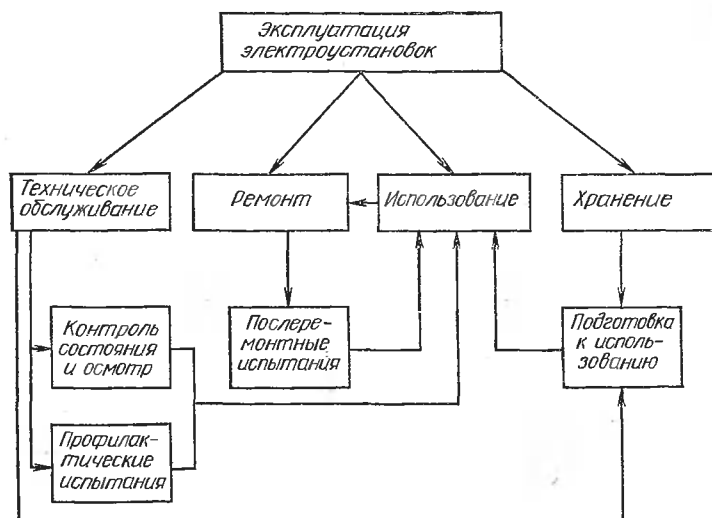 Эксплуатация
электроустановок
Техническое
обслуживание
Ремонт
Использование
Хранение
Контроль
состояния
и осмотр
Послере-
монтные
испытания
Подготовка
к исполь-
зованию
Профилак-
тические
испытания